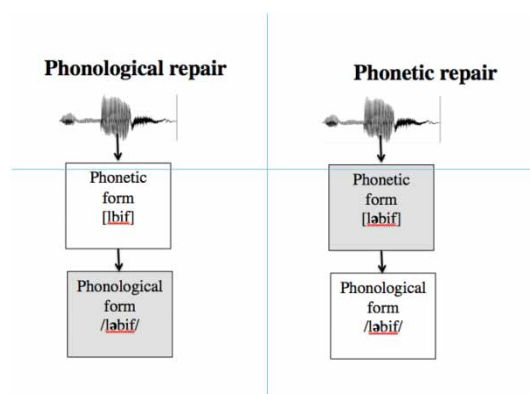 Phonological repair
Phonetic
form
[lbif]
Phonological
form
/ləbif/
Phonetic repair
Phonetic
form
[ləbif]
Phonological
form
/ləbif/